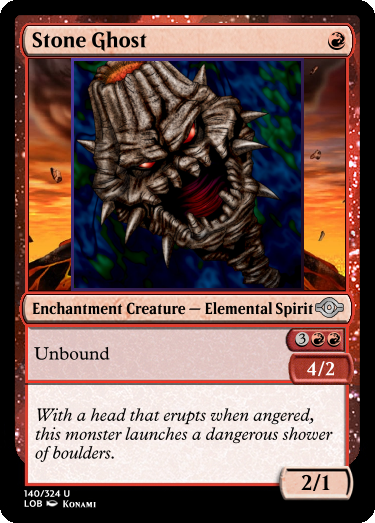 Stone Ghost
Enchantment Creature — Elemental Spirit
3
Unbound
4/2
With a head that erupts when angered,
this monster launches a dangerous shower
of boulders.
2/1
140/324 U
LOB Konami